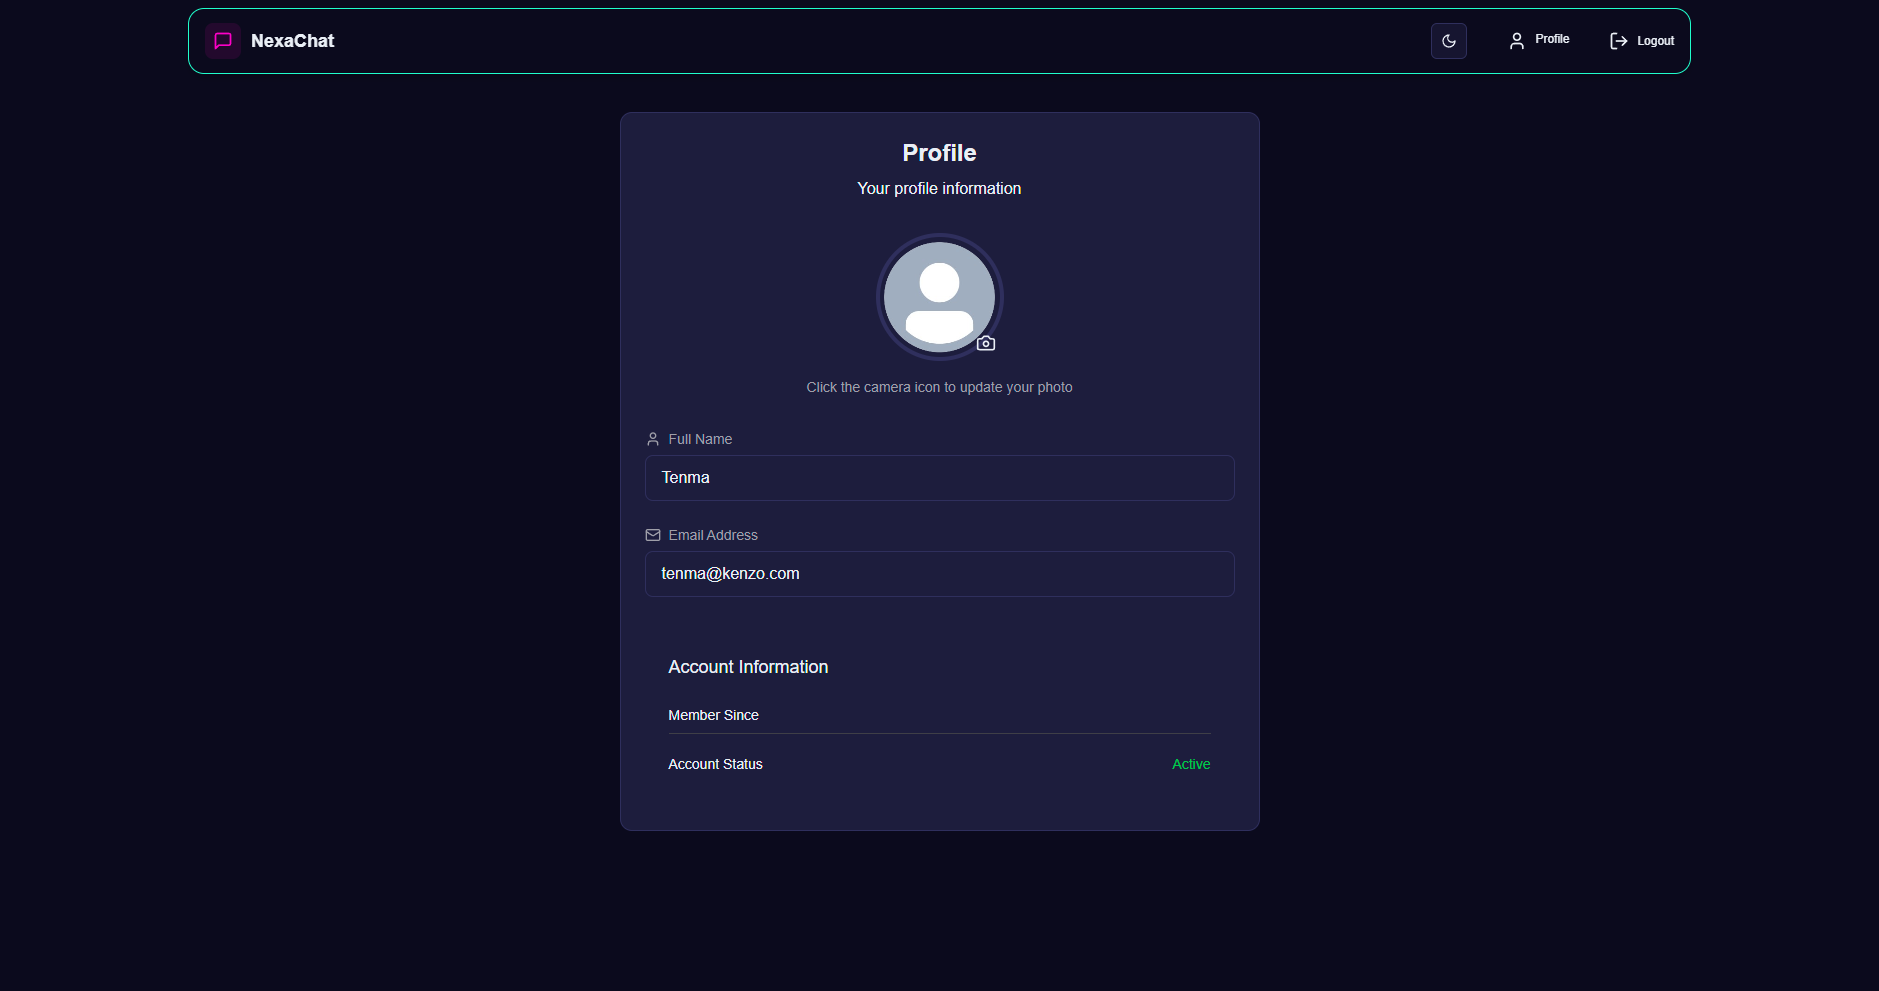 NexaChat
Profile
Logout
Profile
Your profile information
Click the camera icon to update your photo
Full Name
Tenma
Email Address
tenma@kenzo.com
Account Information
Member Since
Account Status
Active